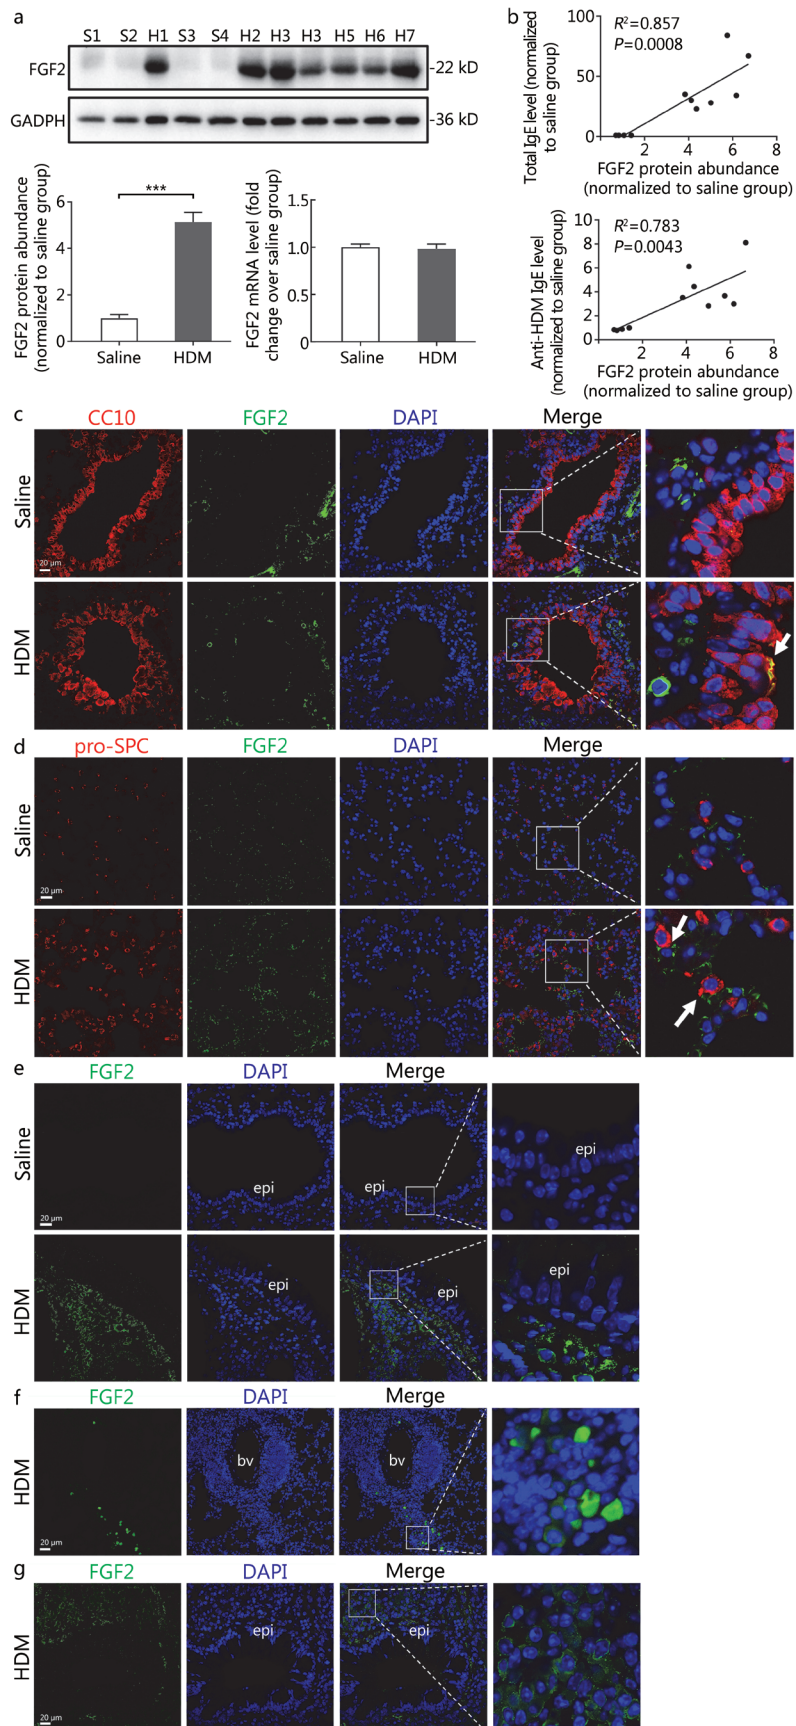 a
S1 S2 H1 S3 S4 H2 H3 H3 H5 H6 H7
FGF2
-22 kD
GADPH
-36 kD
FGF2 protein abundance
(normalized to saline group)
6
4
2
0
***
Saline HDM
FGF2 mRNA level (fold
change over saline group)
1.5
1.0
0.5
0
Saline HDM
b
Total IgE level (normalized
to saline group)
100
50
0
R²=0.857
P=0.0008
2 4 6 8
FGF2 protein abundance
(normalized to saline group)
Anti-HDM IgE level
(normalized to saline group)
10
8
6
4
2
0
R²=0.783
P=0.0043
2 4 6 8
FGF2 protein abundance
(normalized to saline group)
c
CC10 FGF2 DAPI Merge
Saline
20 μm
HDM
d
pro-SPC FGF2 DAPI Merge
Saline
20 μm
HDM
e
FGF2 DAPI Merge
Saline
20 μm
epi epi epi
HDM
epi epi epi
f
FGF2 DAPI Merge
HDM
20 μm
bv bv
g
FGF2 DAPI Merge
HDM
20 μm
epi epi